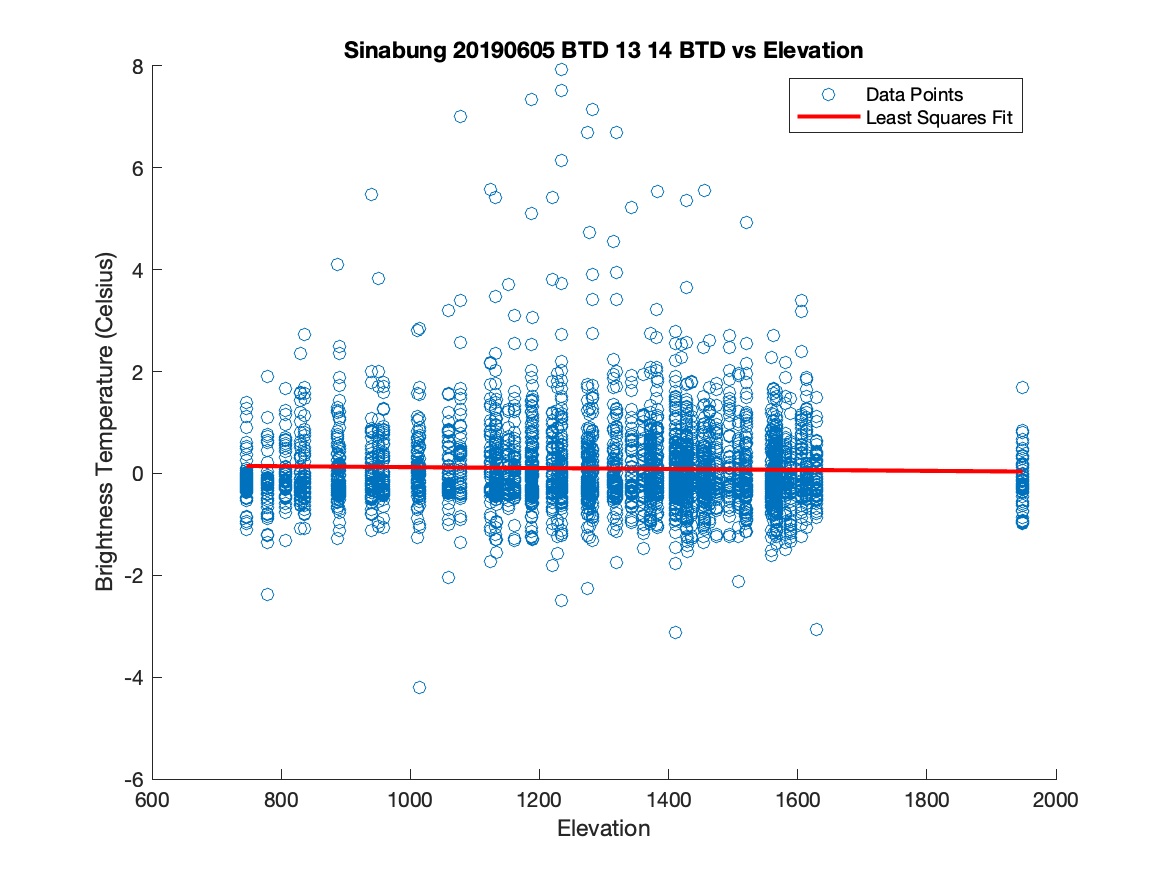 Sinabung 20190605 BTD 13 14 BTD vs Elevation
Data Points
Least Squares Fit
8
6
4
2
0
-2
-4
-6
Brightness Temperature (Celsius)
600 800 1000 1200 1400 1600 1800 2000
Elevation